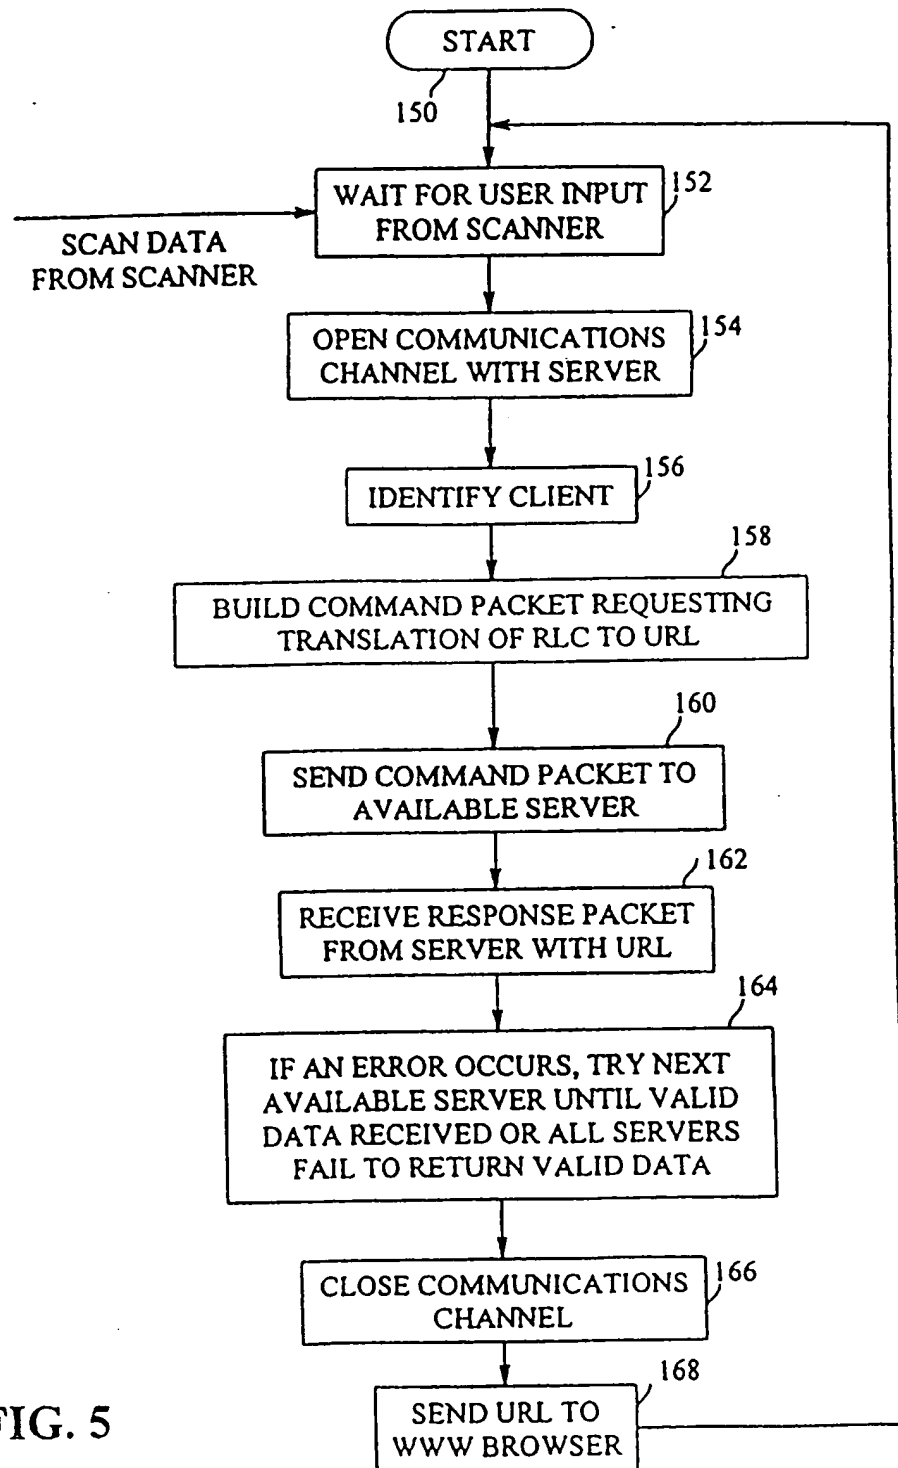 START
150
WAIT FOR USER INPUT
FROM SCANNER
152
SCAN DATA
FROM SCANNER
OPEN COMMUNICATIONS
CHANNEL WITH SERVER
154
IDENTIFY CLIENT
156
158
BUILD COMMAND PACKET REQUESTING
TRANSLATION OF RLC TO URL
160
SEND COMMAND PACKET TO
AVAILABLE SERVER
162
RECEIVE RESPONSE PACKET
FROM SERVER WITH URL
164
IF AN ERROR OCCURS, TRY NEXT
AVAILABLE SERVER UNTIL VALID
DATA RECEIVED OR ALL SERVERS
FAIL TO RETURN VALID DATA
CLOSE COMMUNICATIONS
CHANNEL
166
168
SEND URL TO
WWW BROWSER
FIG. 5